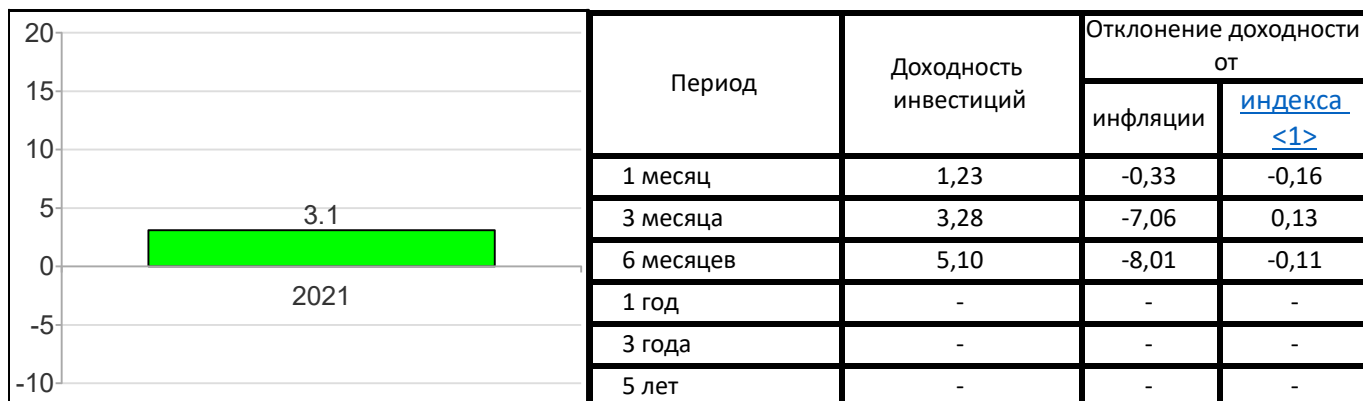 20
15
10
5
0
-5
-10
3.1
2021
Период
Доходность
инвестиций
Отклонение доходности
от
инфляции
индекса
<1>
1 месяц 1,23 -0,33 -0,16
3 месяца 3,28 -7,06 0,13
6 месяцев 5,10 -8,01 -0,11
1 год - - -
3 года - - -
5 лет - - -